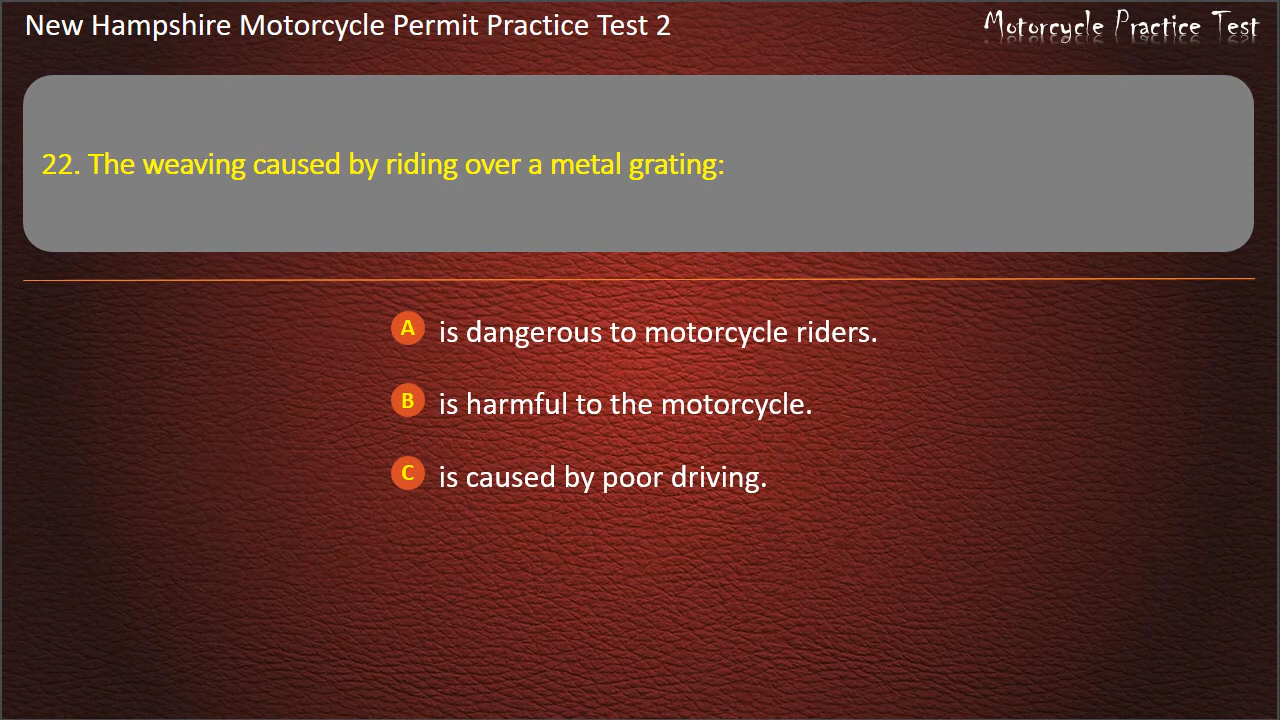 New Hampshire Motorcycle Permit Practice Test 2
Motorcycle Practice Test
22. The weaving caused by riding over a metal grating:
A is dangerous to motorcycle riders.
B is harmful to the motorcycle.
C is caused by poor driving.